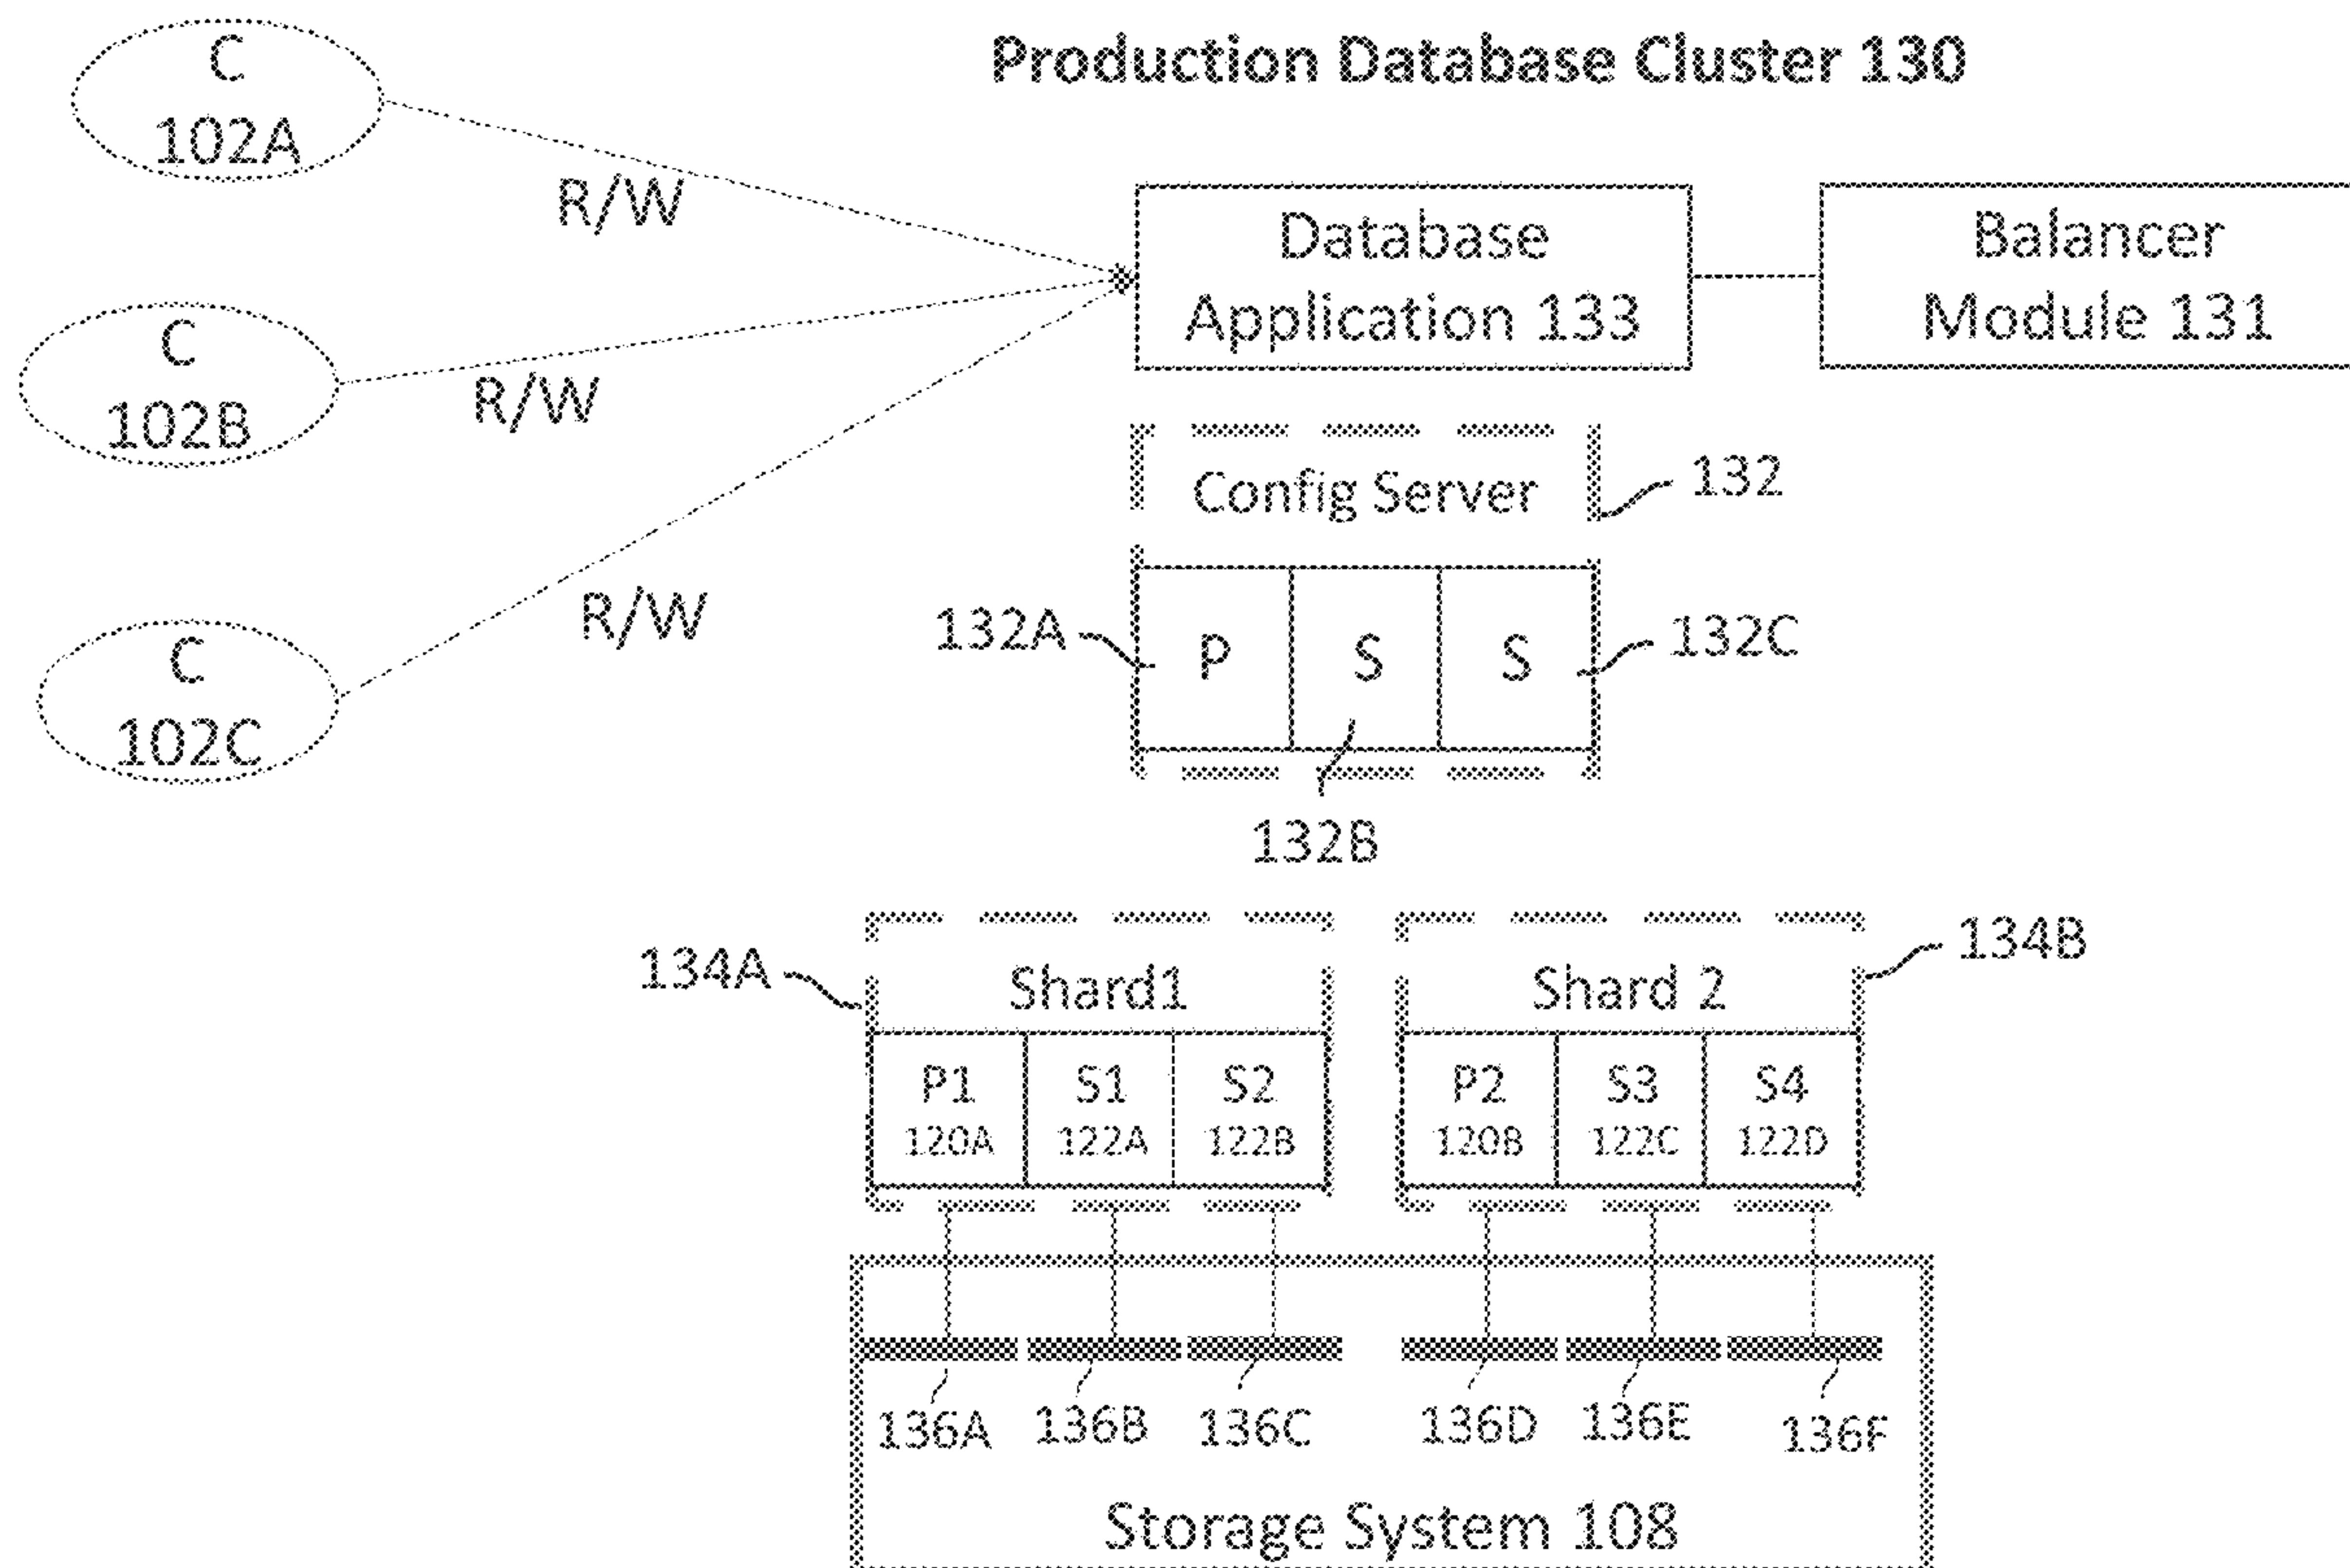 Production Database Cluster 130
C
102A
R/W
Database
Application 133
Balancer
Module 131
C
102B
R/W
Config Server
132
C
102C
R/W
132A
P
S
S
132C
132B
134A
Shard1
Shard 2
134B
P1
120A
S1
122A
S2
122B
P2
120B
S3
122C
S4
122D
136A
136B
136C
136D
136E
136F
Storage System 108